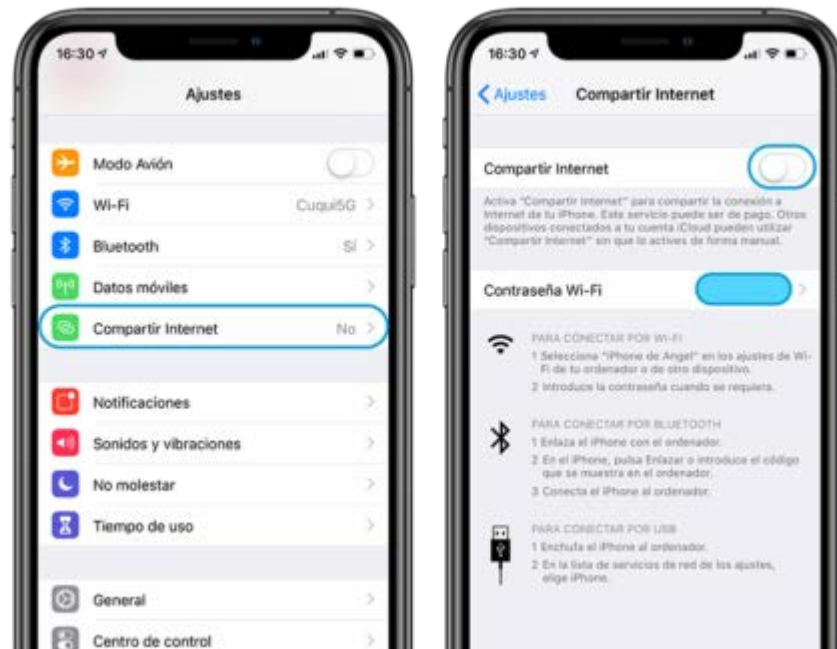 16:30
Ajustes
Modo Avión
Wi-Fi Cuqui5G
Bluetooth Sí
Datos móviles
Compartir Internet No
Notificaciones
Sonidos y vibraciones
No molestar
Tiempo de uso
General
Centro de control
16:30
Ajustes Compartir Internet
Compartir Internet
Activa "Compartir Internet" para compartir la conexión a
Internet de tu iPhone. Este servicio puede ser de pago. Otros
dispositivos conectados a tu cuenta iCloud pueden utilizar
"Compartir Internet" sin que lo actives de forma manual.
Contraseña Wi-Fi
PARA CONECTAR POR WI-FI
1 Selecciona "iPhone de Angel" en los ajustes de Wi-
Fi de tu ordenador o de otro dispositivo.
2 Introduce la contraseña cuando se requiera.
PARA CONECTAR POR BLUETOOTH
1 Enlaza el iPhone con el ordenador.
2 En el iPhone, pulsa Enlazar o introduce el código
que se muestra en el ordenador.
3 Conecta el iPhone al ordenador.
PARA CONECTAR POR USB
1 Enchufa el iPhone al ordenador.
2 En la lista de servicios de red de los ajustes,
elige iPhone.